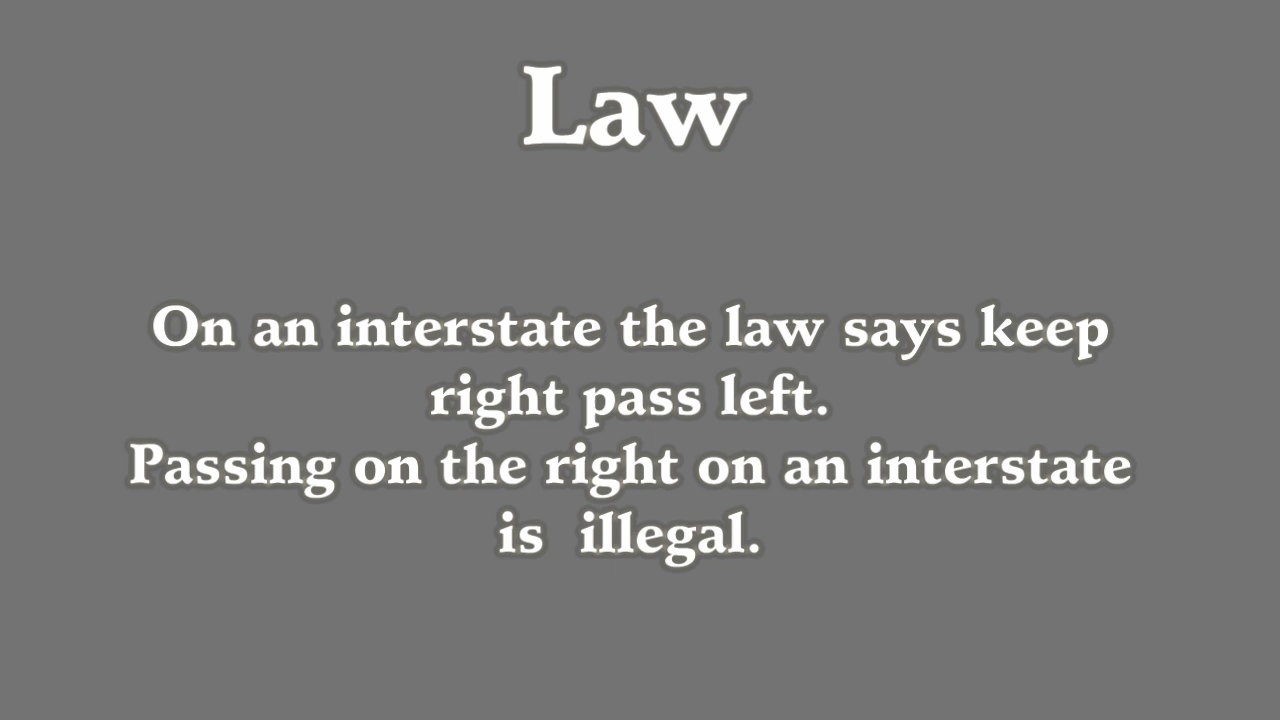 Law
On an interstate the law says keep
right pass left.
Passing on the right on an interstate
is  illegal.